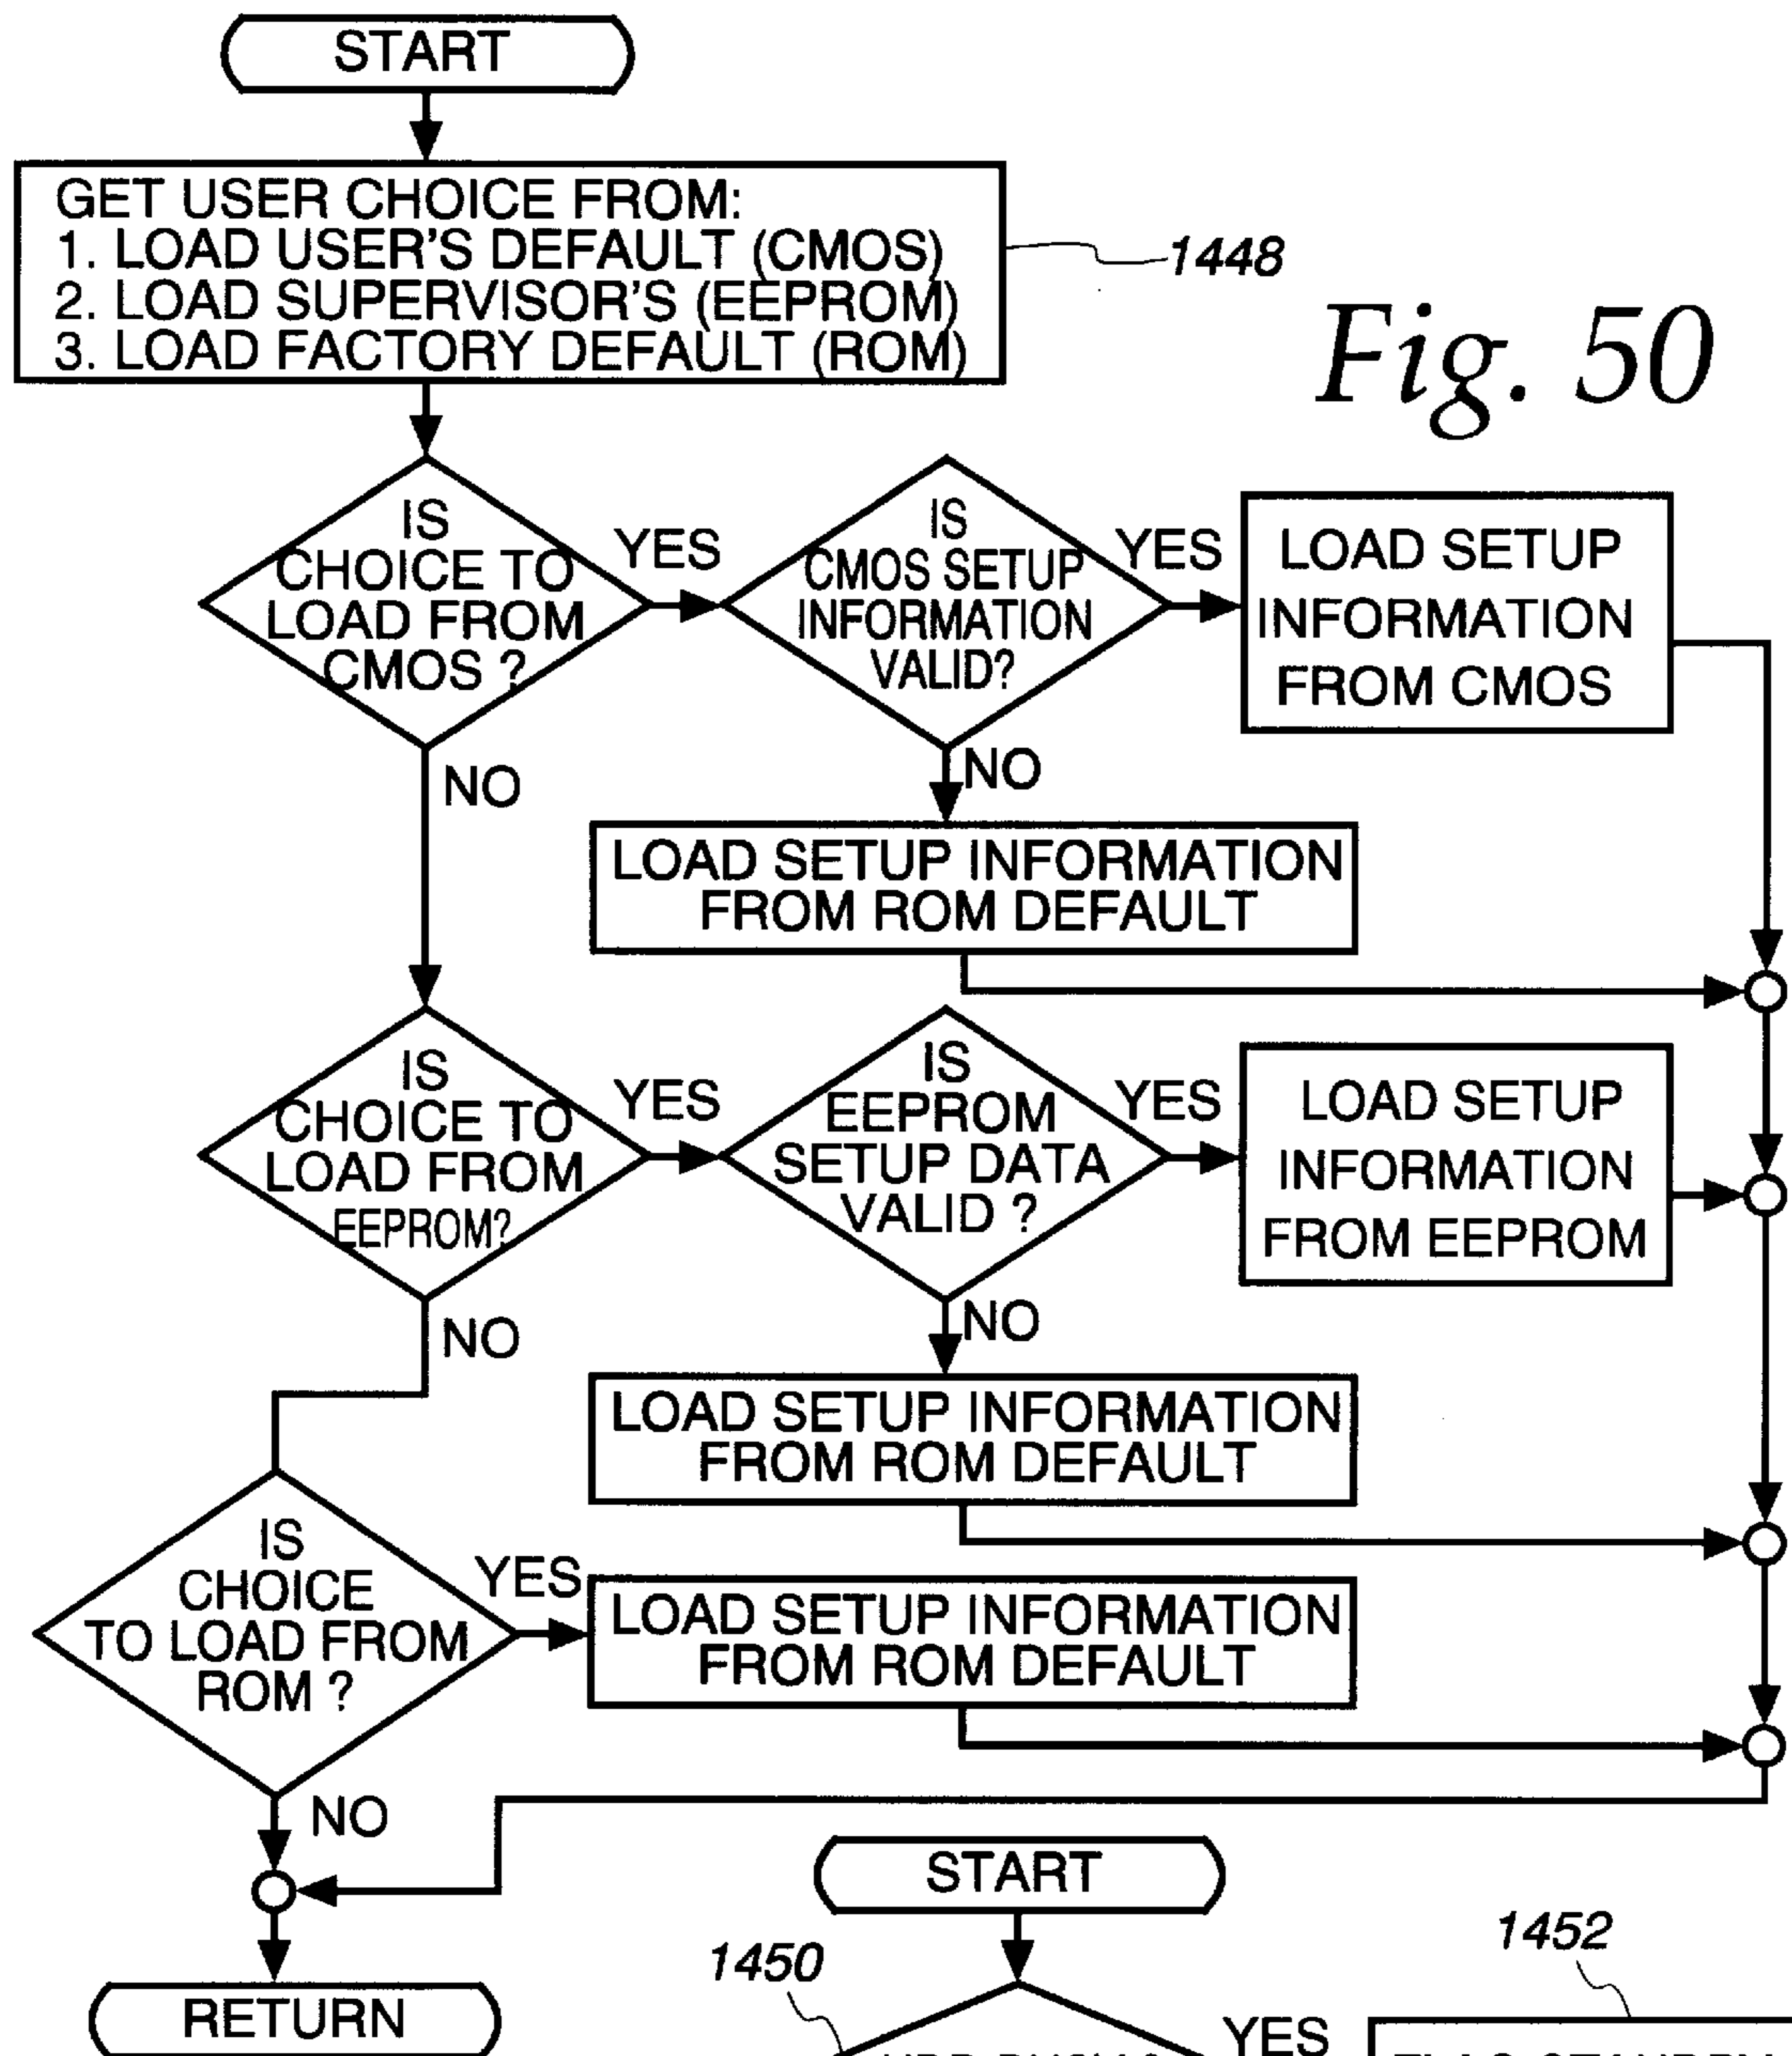 START
GET USER CHOICE FROM:
1. LOAD USER'S DEFAULT (CMOS)
2. LOAD SUPERVISOR'S (EEPROM)
3. LOAD FACTORY DEFAULT (ROM)
1448
Fig. 50
IS
CHOICE TO
LOAD FROM
CMOS ?
YES
IS
CMOS SETUP
INFORMATION
VALID?
YES
LOAD SETUP
INFORMATION
FROM CMOS
NO
NO
LOAD SETUP INFORMATION
FROM ROM DEFAULT
IS
CHOICE TO
LOAD FROM
EEPROM?
YES
IS
EEPROM
SETUP DATA
VALID ?
YES
LOAD SETUP
INFORMATION
FROM EEPROM
NO
NO
LOAD SETUP INFORMATION
FROM ROM DEFAULT
IS
CHOICE
TO LOAD FROM
ROM ?
YES
LOAD SETUP INFORMATION
FROM ROM DEFAULT
NO
RETURN
START
1450
1452
YES